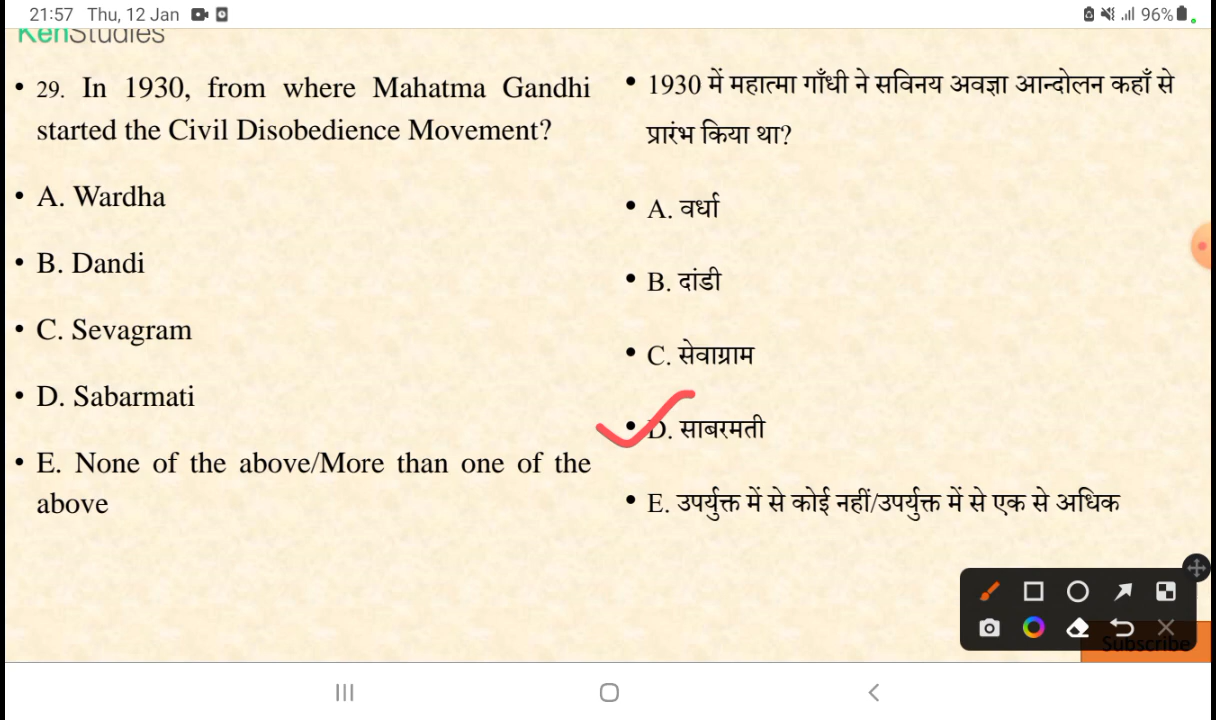 21:57 Thu, 12 Jan
96%
KenStudies
• 29. In 1930, from where Mahatma Gandhi
started the Civil Disobedience Movement?
• A. Wardha
• B. Dandi
• C. Sevagram
• D. Sabarmati
• E. None of the above/More than one of the
above
• 1930 में महात्मा गाँधी ने सविनय अवज्ञा आन्दोलन कहाँ से
प्रारंभ किया था?
• A. वर्धा
• B. दांडी
• C. सेवाग्राम
• D. साबरमती
• E. उपर्युक्त में से कोई नहीं/उपर्युक्त में से एक से अधिक
Subscribe